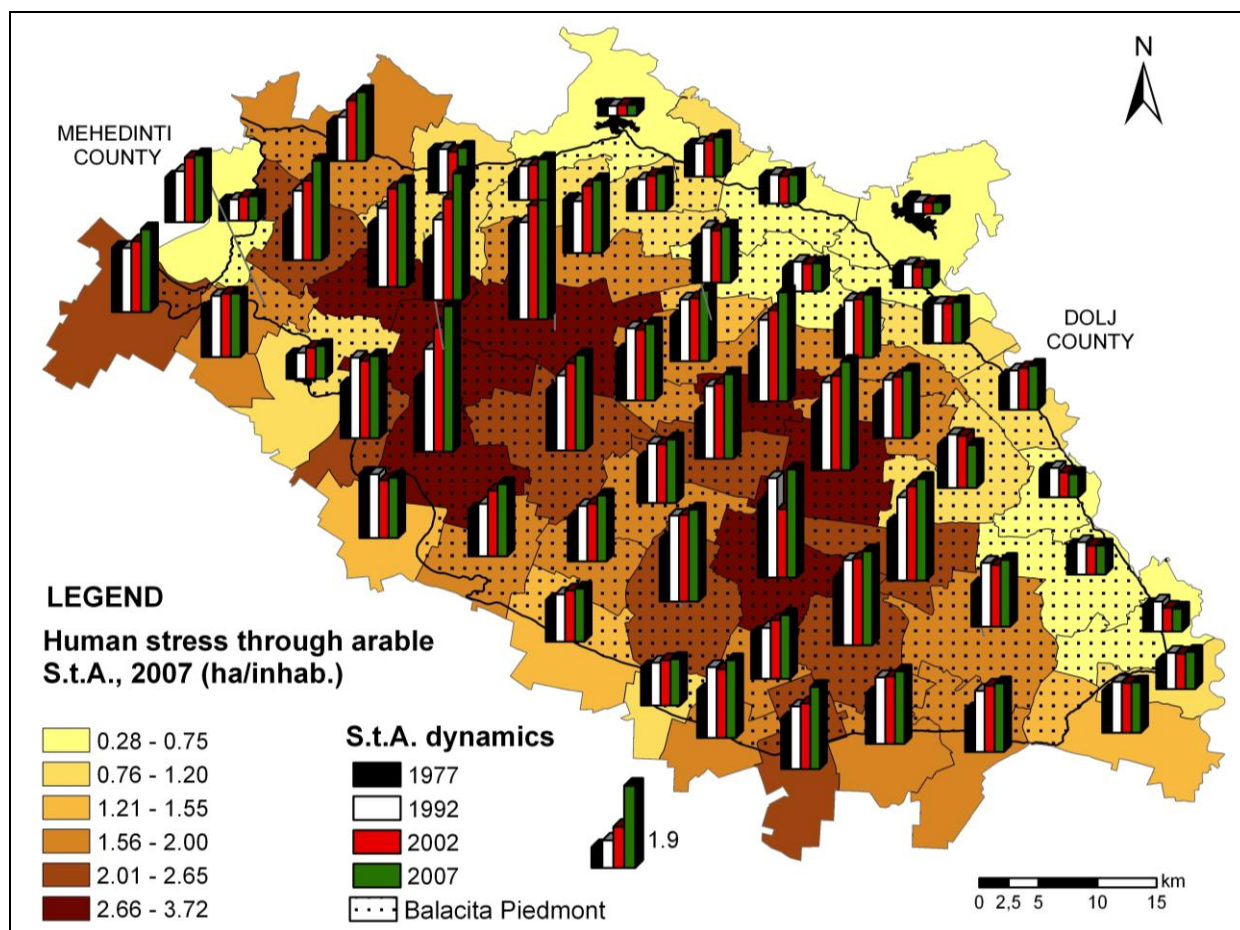 N
MEHEDINTI
COUNTY
DOLJ
COUNTY
LEGEND
Human stress through arable
S.t.A., 2007 (ha/inhab.)
0.28 - 0.75
0.76 - 1.20
1.21 - 1.55
1.56 - 2.00
2.01 - 2.65
2.66 - 3.72
S.t.A. dynamics
1977
1992
2002
2007
Balacita Piedmont
1.9
km
0 2,5 5 10 15